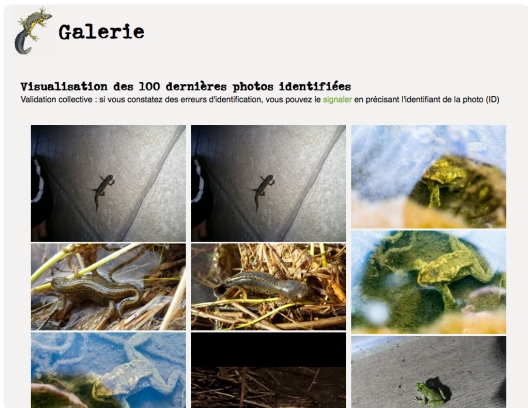 Galerie
Visualisation des 100 dernières photos identifiées
Validation collective : si vous constatez des erreurs d'identification, vous pouvez le signaler en précisant l'identifiant de la photo (ID)